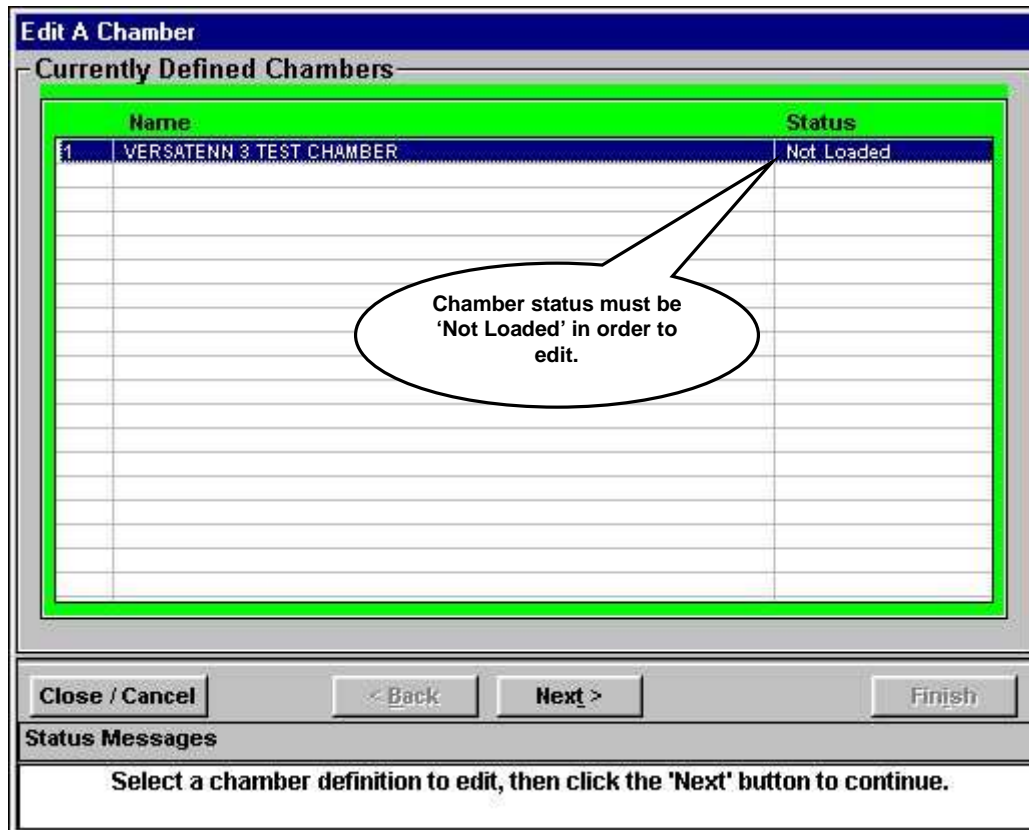 Edit A Chamber
Currently Defined Chambers
Name Status
1 VERSATENN 3 TEST CHAMBER Not Loaded
Chamber status must be
‘Not Loaded’ in order to
edit.
Close / Cancel < Back Next > Finish
Status Messages
Select a chamber definition to edit, then click the 'Next' button to continue.